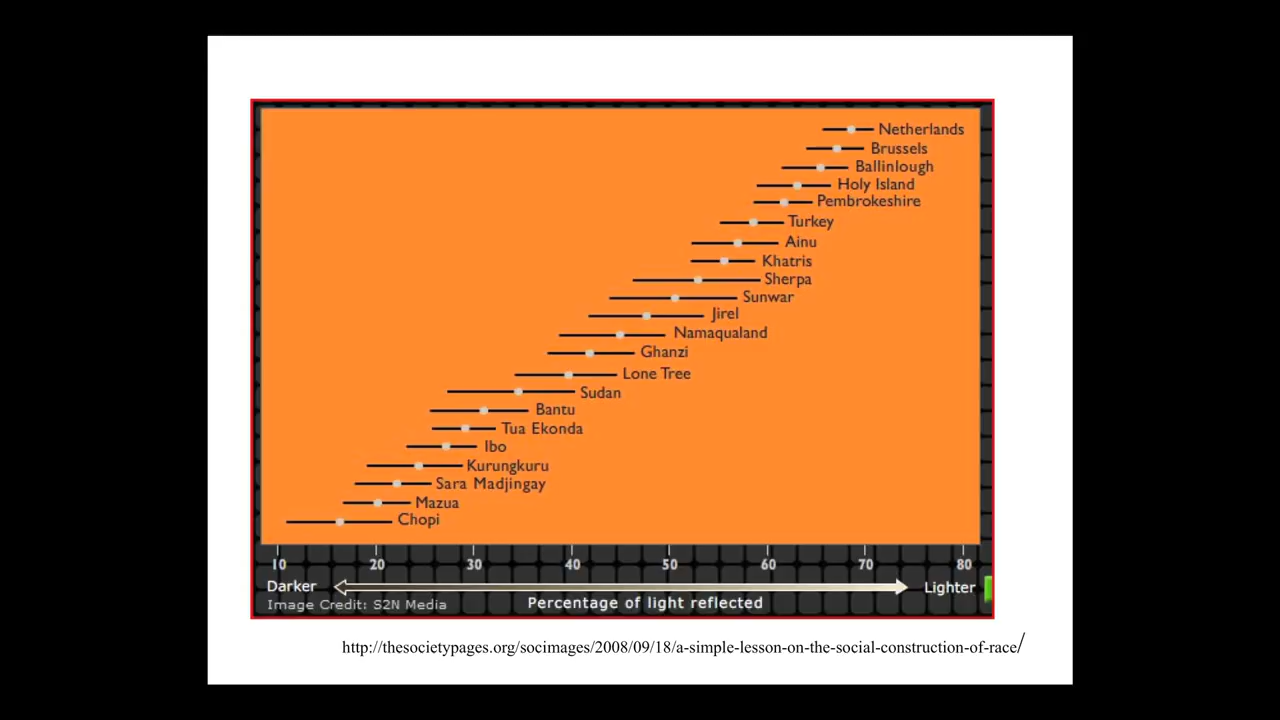 Netherlands
Brussels
Ballinlough
Holy Island
Pembrokeshire
Turkey
Ainu
Khatris
Sherpa
Sunwar
Jirel
Namaqualand
Ghanzi
Lone Tree
Sudan
Bantu
Tua Ekonda
Ibo
Kurungkuru
Sara Madjingay
Mazua
Chopi
10 20 30 40 50 60 70 80
Darker Lighter
Image Credit: S2N Media Percentage of light reflected
http://thesocietypages.org/socimages/2008/09/18/a-simple-lesson-on-the-social-construction-of-race/